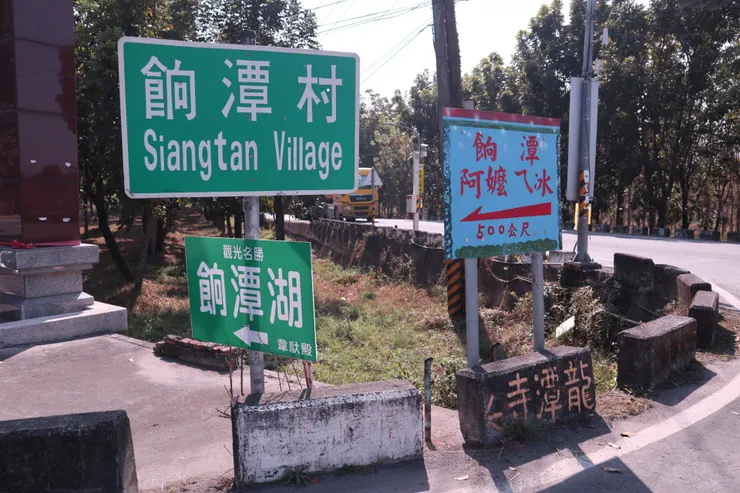 餉潭村
Siangtan Village
觀光名勝
餉潭湖
韋馱殿
餉潭
阿嬤ㄟ冰
500公尺
龍潭寺